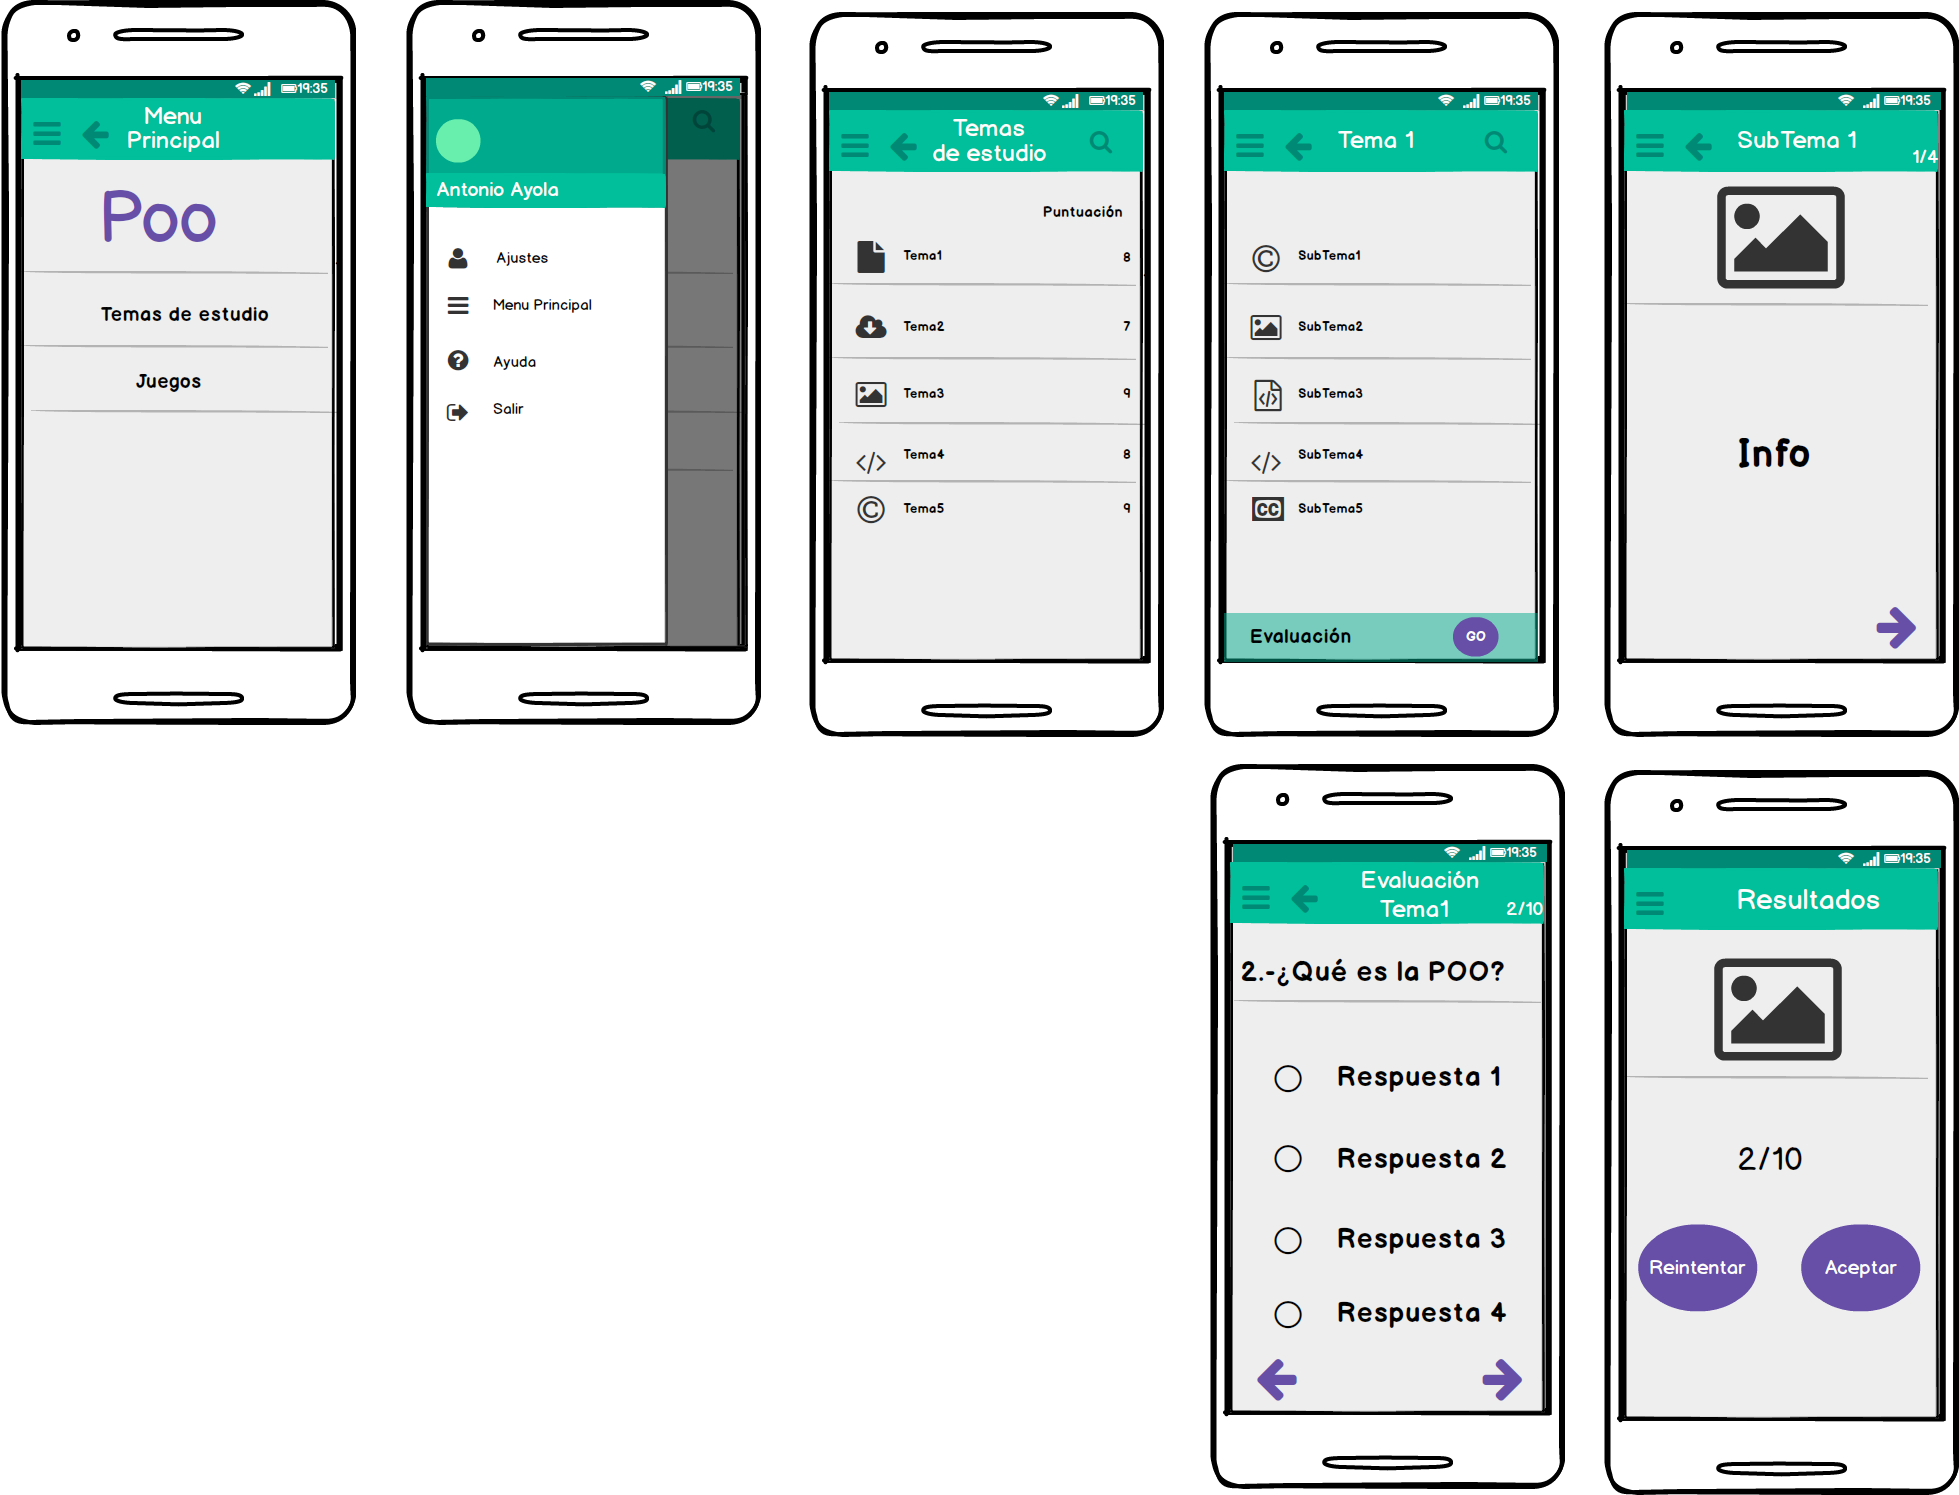 19:35
Menu
Principal
Poo
Temas de estudio
Juegos
19:35
Antonio Ayola
Ajustes
Menu Principal
Ayuda
Salir
19:35
Temas
de estudio
Puntuación
Tema1 8
Tema2 7
Tema3 9
Tema4 8
Tema5 9
19:35
Tema 1
SubTema1
SubTema2
SubTema3
SubTema4
SubTema5
Evaluación GO
19:35
SubTema 1
1/4
Info
19:35
Evaluación
Tema1 2/10
2.-¿Qué es la POO?
Respuesta 1
Respuesta 2
Respuesta 3
Respuesta 4
19:35
Resultados
2/10
Reintentar Aceptar